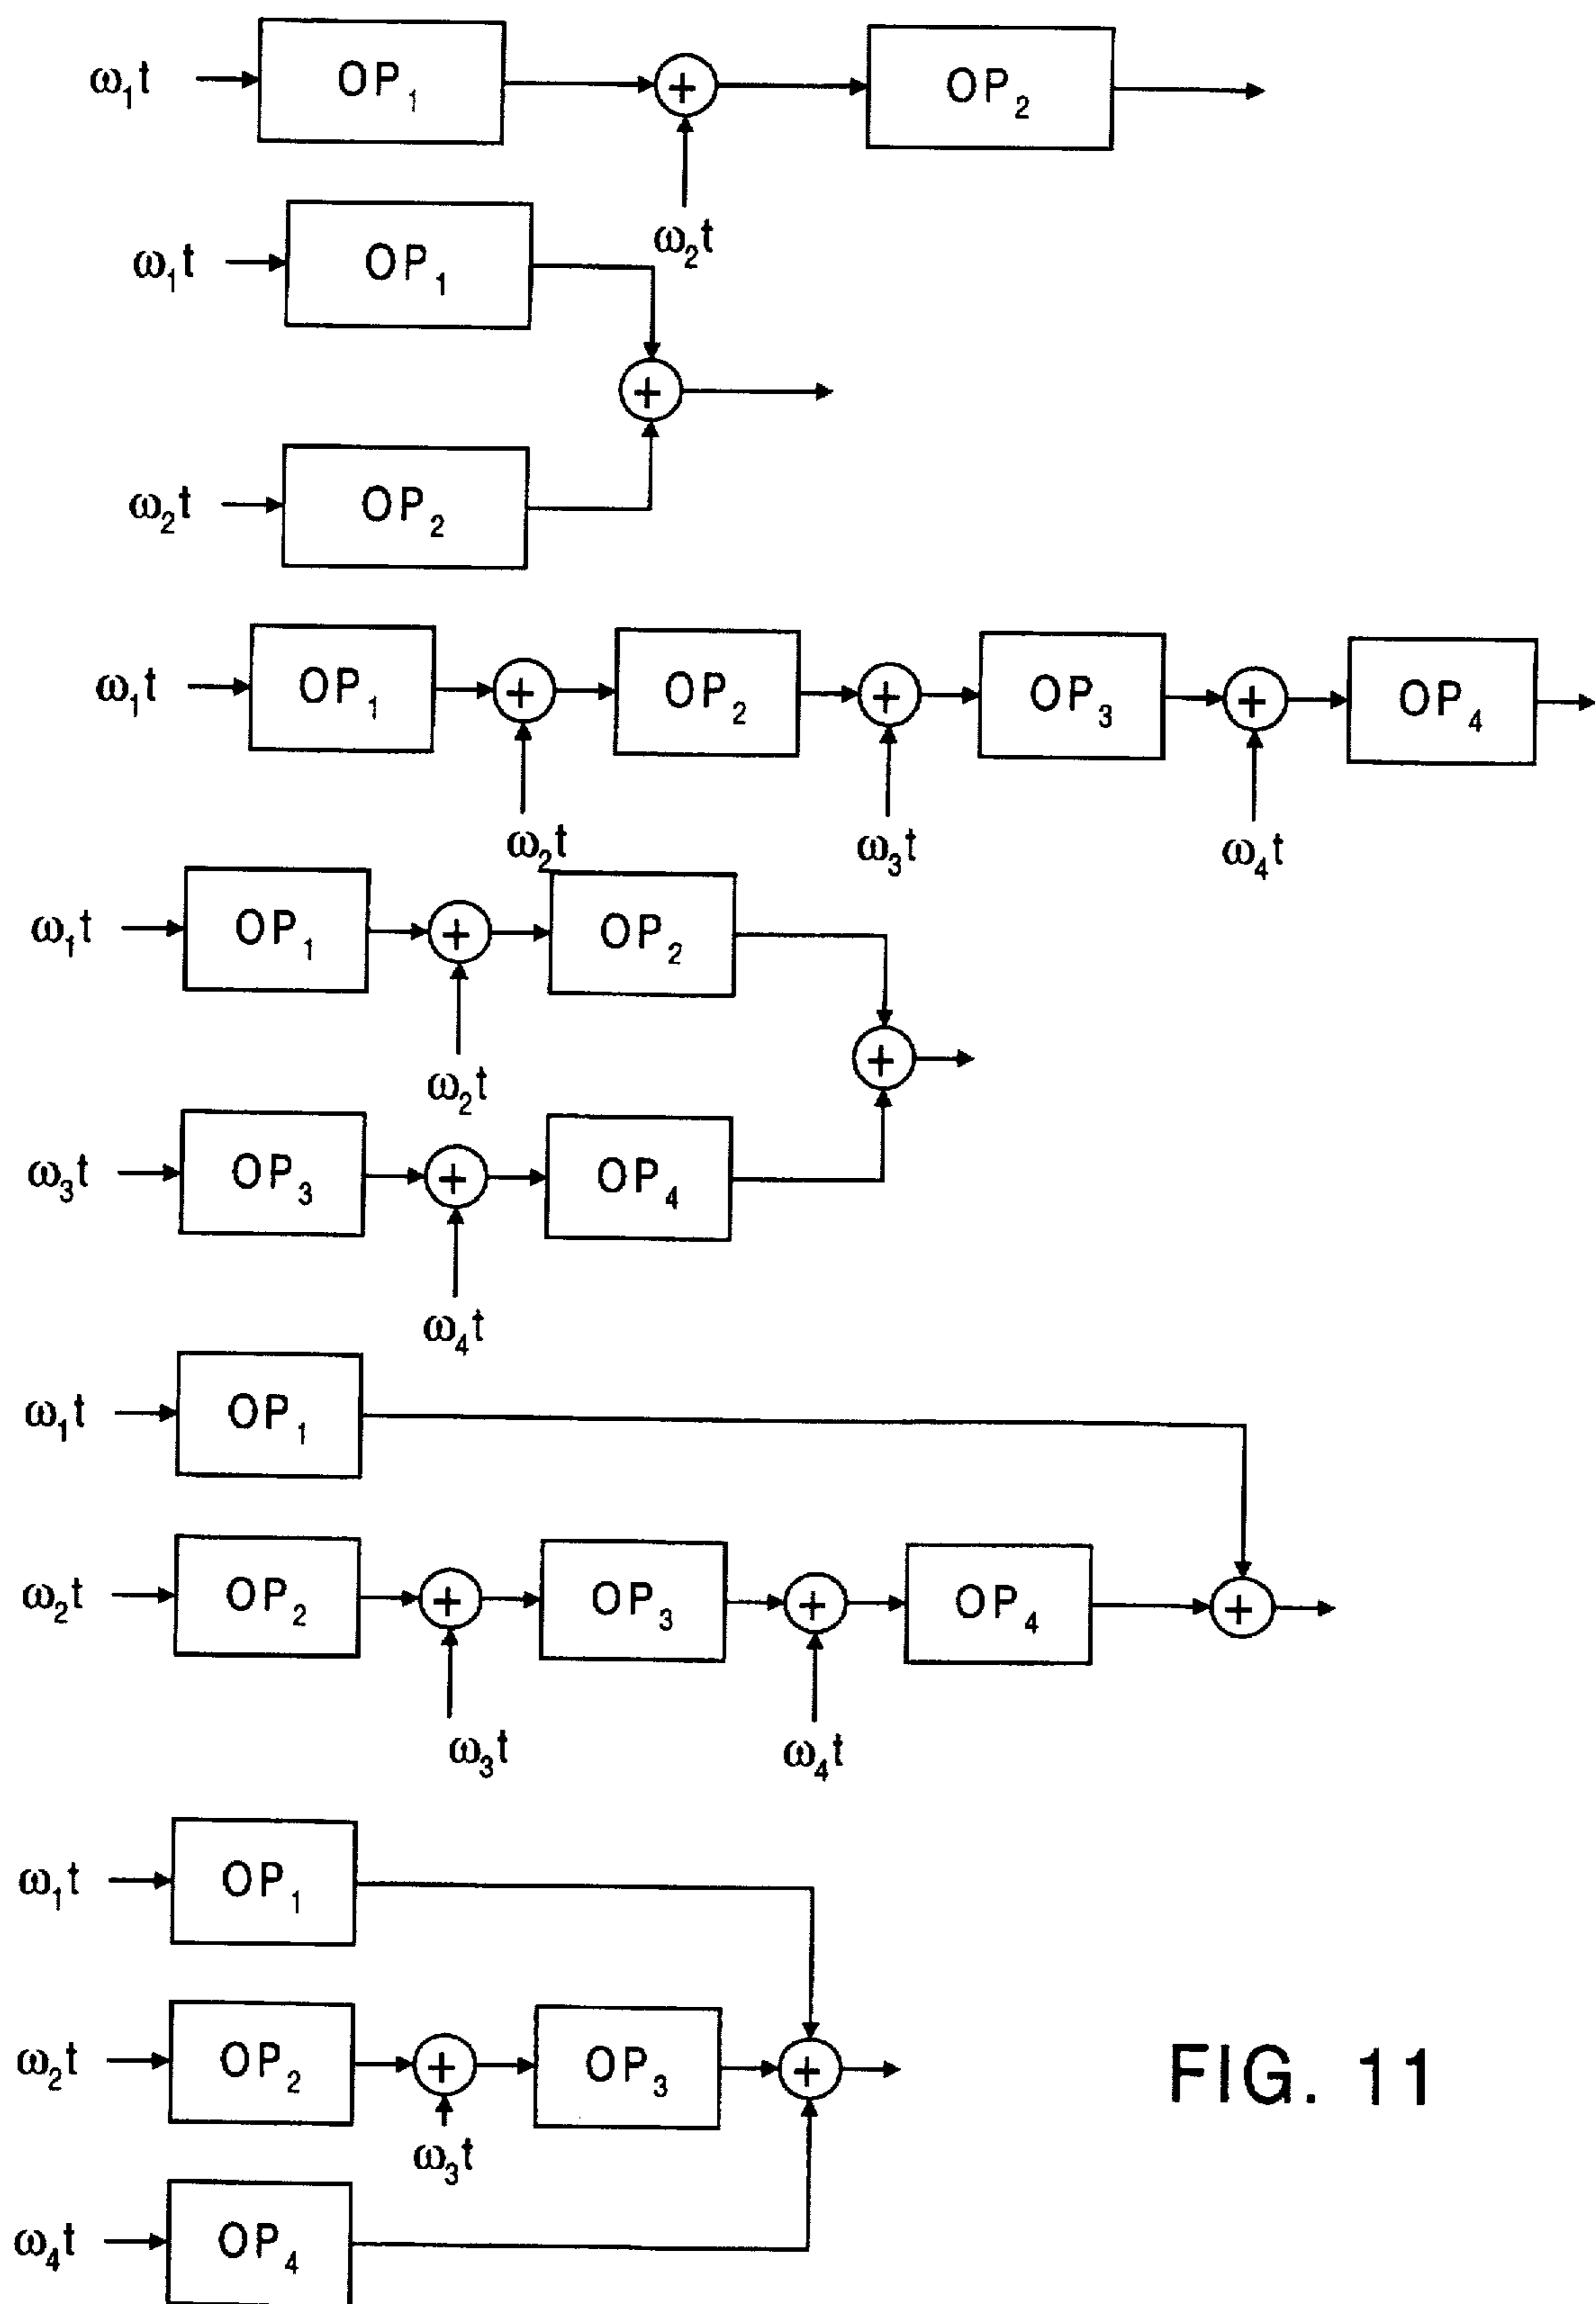 ω₁t → OP₁ → + → OP₂ →
ω₂t
ω₁t → OP₁
+ →
ω₂t → OP₂
ω₁t → OP₁ → + → OP₂ → + → OP₃ → + → OP₄ →
ω₂t ω₃t ω₄t
ω₁t → OP₁ → + → OP₂
+ →
ω₂t
ω₃t → OP₃ → + → OP₄
ω₄t
ω₁t → OP₁
ω₂t → OP₂ → + → OP₃ → + → OP₄ → + →
ω₃t ω₄t
ω₁t → OP₁
ω₂t → OP₂ → + → OP₃ → + →
ω₃t
ω₄t → OP₄
FIG. 11